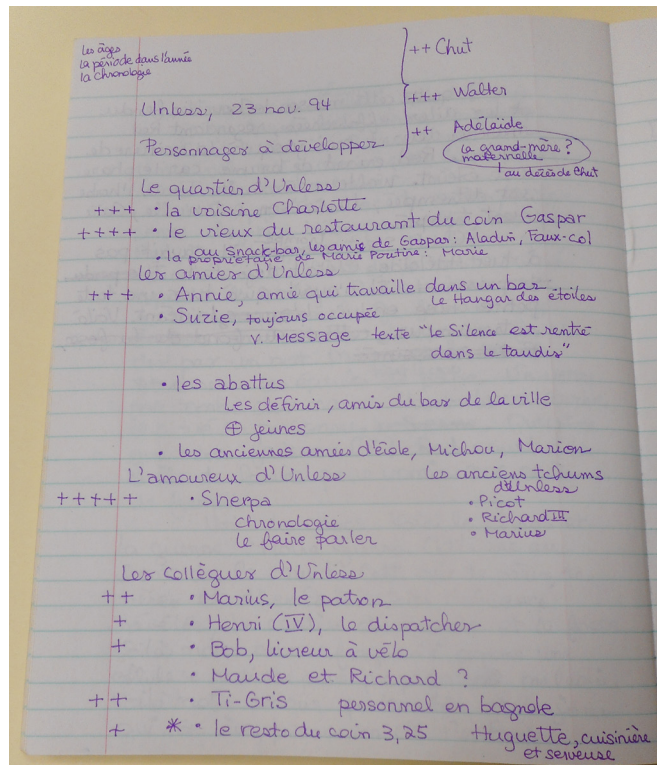 les âges
la période dans l'année
la chronologie
++ Chut
+++ Walter
++ Adélaïde
la grand-mère ?
maternelle
au décès de Chut
Unless, 23 nov. 94
Personnages à développer
Le quartier d'Unless
+++ • la voisine Charlotte
++++ • le vieux du restaurant du coin Gaspar
au Snack-bar, les amis de Gaspar : Aladin, Faux-col
• la propriétaire de Marie Poutine : Marie
Les amies d'Unless
+++ • Annie, amie qui travaille dans un bar
le Hangar des étoiles
• Suzie, toujours occupée
V. Message texte "le Silence est rentré
dans le taudis"
• les abattus
Les définir, amis du bar de la ville
⊕ jeunes
• les anciennes amies d'école, Michou, Marion
L'amoureux d'Unless
+++++ • Sherpa
chronologie
le faire parler
les anciens tchums
d'Unless
• Picot
• Richard III
• Marius
Les collègues d'Unless
++ • Marius, le patron
+ • Henri (IV), le dispatcher
+ • Bob, livreur à vélo
• Maude et Richard ?
++ • Ti-Gris personnel en bagnole
+ * • le resto du coin 3,25 Huguette, cuisinière
et serveuse